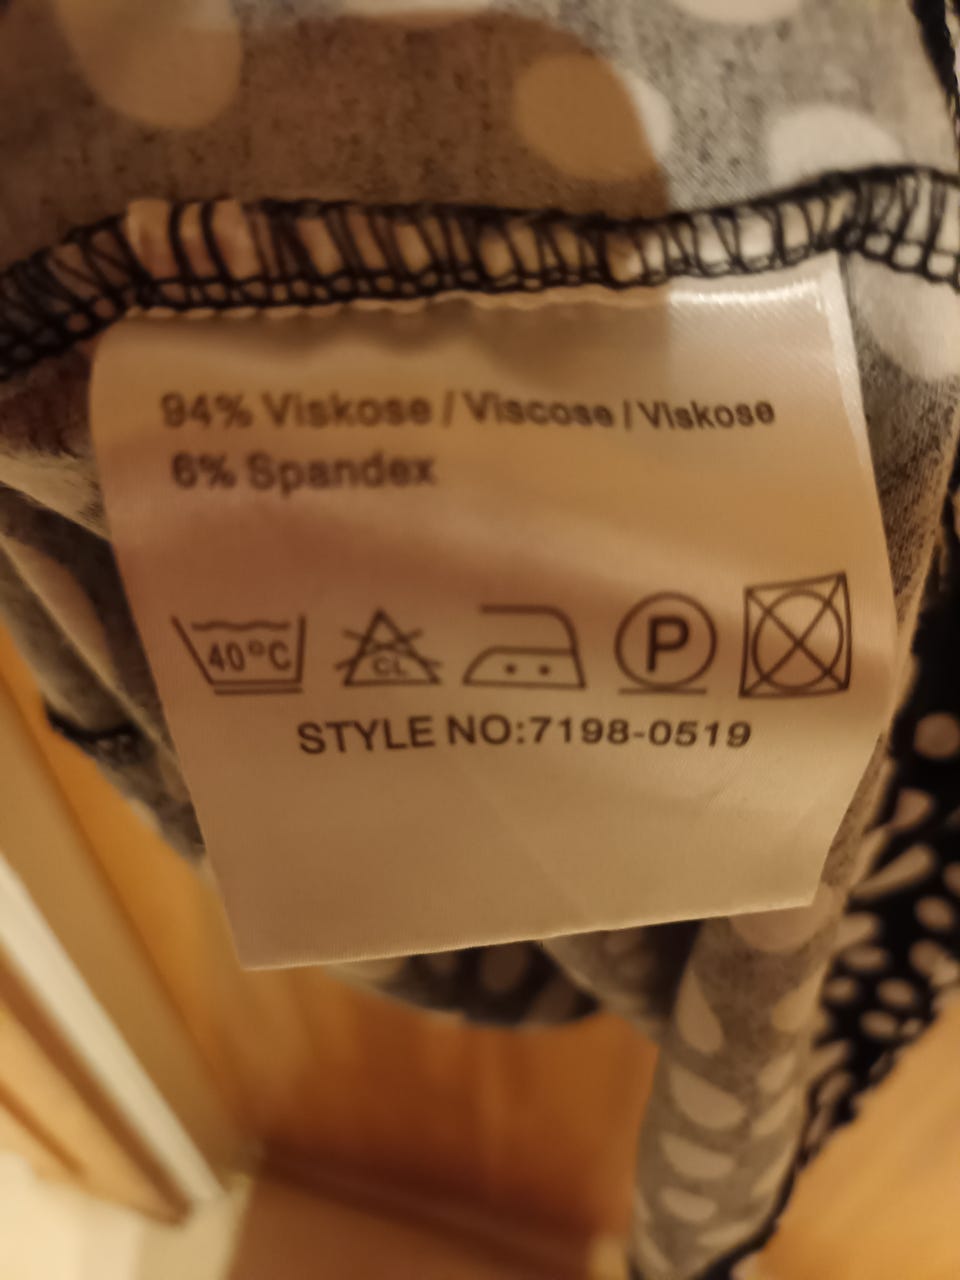 94% Viskose / Viscose / Viskose
6% Spandex
40°C CL P
STYLE NO:7198-0519